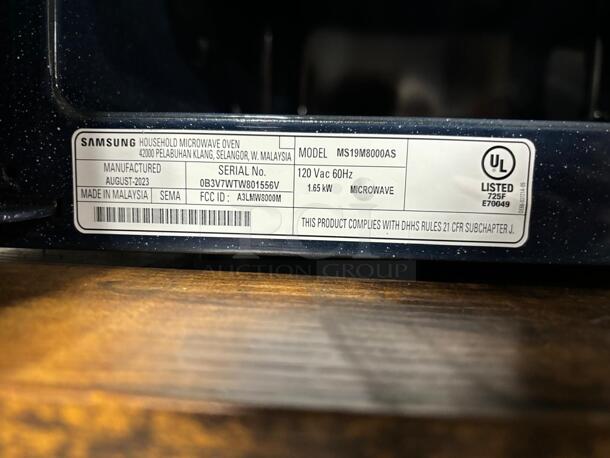 SAMSUNG HOUSEHOLD MICROWAVE OVEN
42000 PELABUHAN KLANG, SELANGOR, W. MALAYSIA
MANUFACTURED
AUGUST-2023
SERIAL No.
0B3V7WTW801556V
MADE IN MALAYSIA
SEMA
FCC ID : A3LMW8000M
MODEL MS19M8000AS
120 Vac 60Hz
1.65 kW MICROWAVE
THIS PRODUCT COMPLIES WITH DHHS RULES 21 CFR SUBCHAPTER J.
UL
LISTED
725F
E70049
AUCTION GROUP